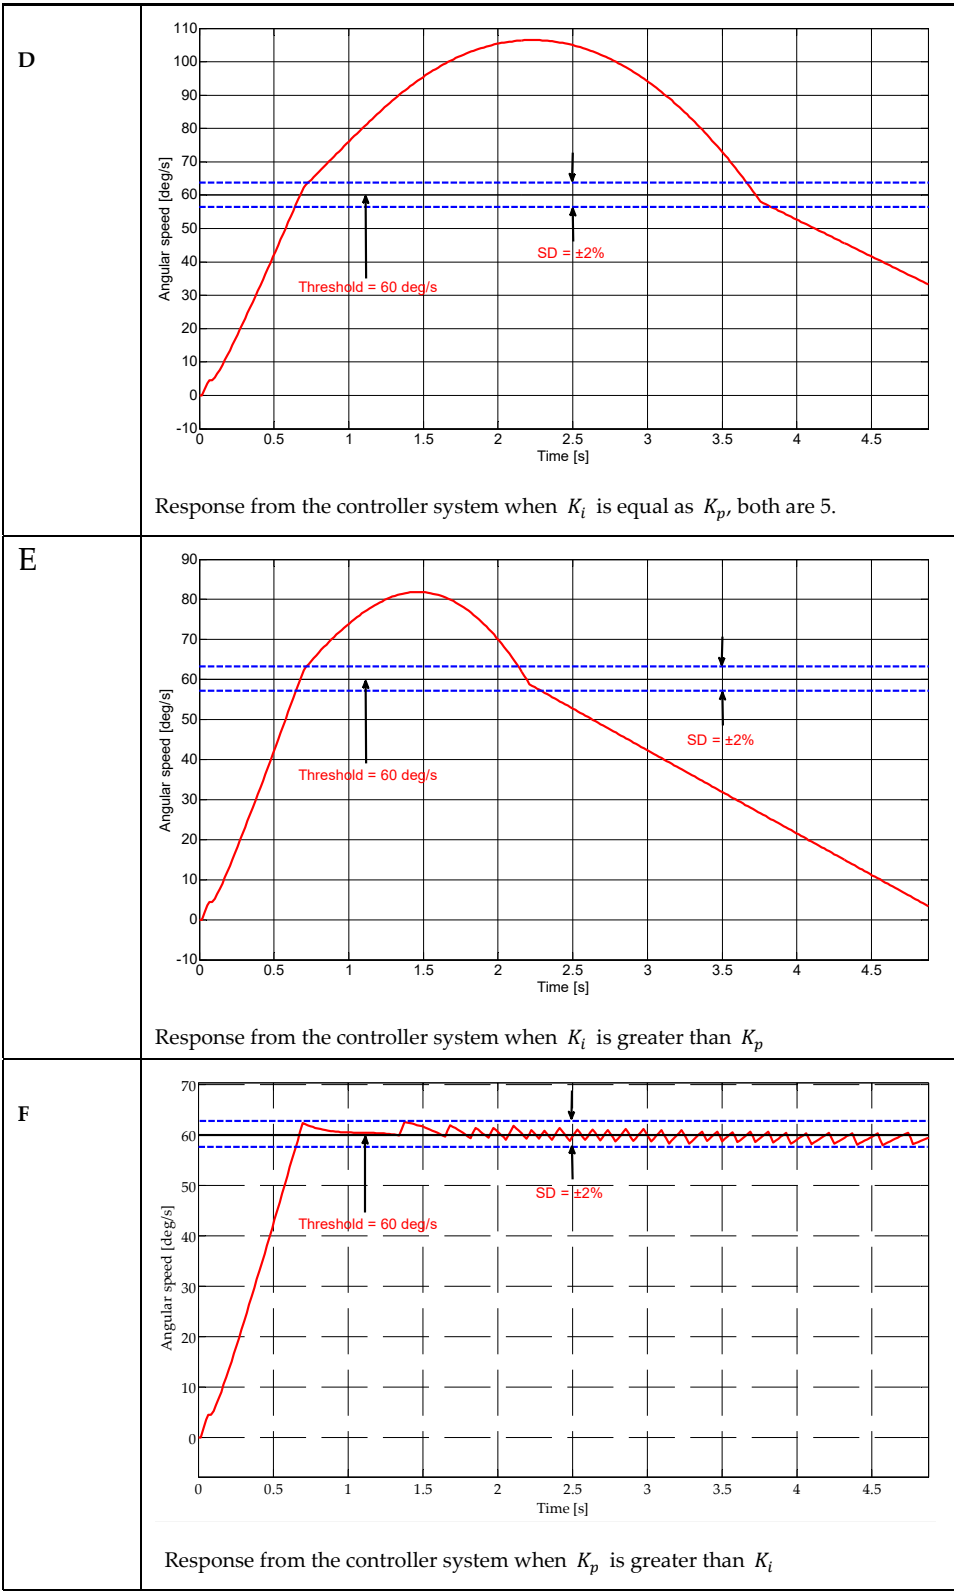 D
110
100
90
80
70
60
50
40
30
20
10
0
-10
Angular speed [deg/s]
SD = ±2%
Threshold = 60 deg/s
0 0.5 1 1.5 2 2.5 3 3.5 4 4.5
Time [s]
Response from the controller system when K_i is equal as K_p, both are 5.
E
90
80
70
60
50
40
30
20
10
0
-10
Angular speed [deg/s]
SD = ±2%
Threshold = 60 deg/s
0 0.5 1 1.5 2 2.5 3 3.5 4 4.5
Time [s]
Response from the controller system when K_i is greater than K_p
F
70
60
50
40
30
20
10
0
Angular speed [deg/s]
SD = ±2%
Threshold = 60 deg/s
0 0.5 1 1.5 2 2.5 3 3.5 4 4.5
Time [s]
Response from the controller system when K_p is greater than K_i